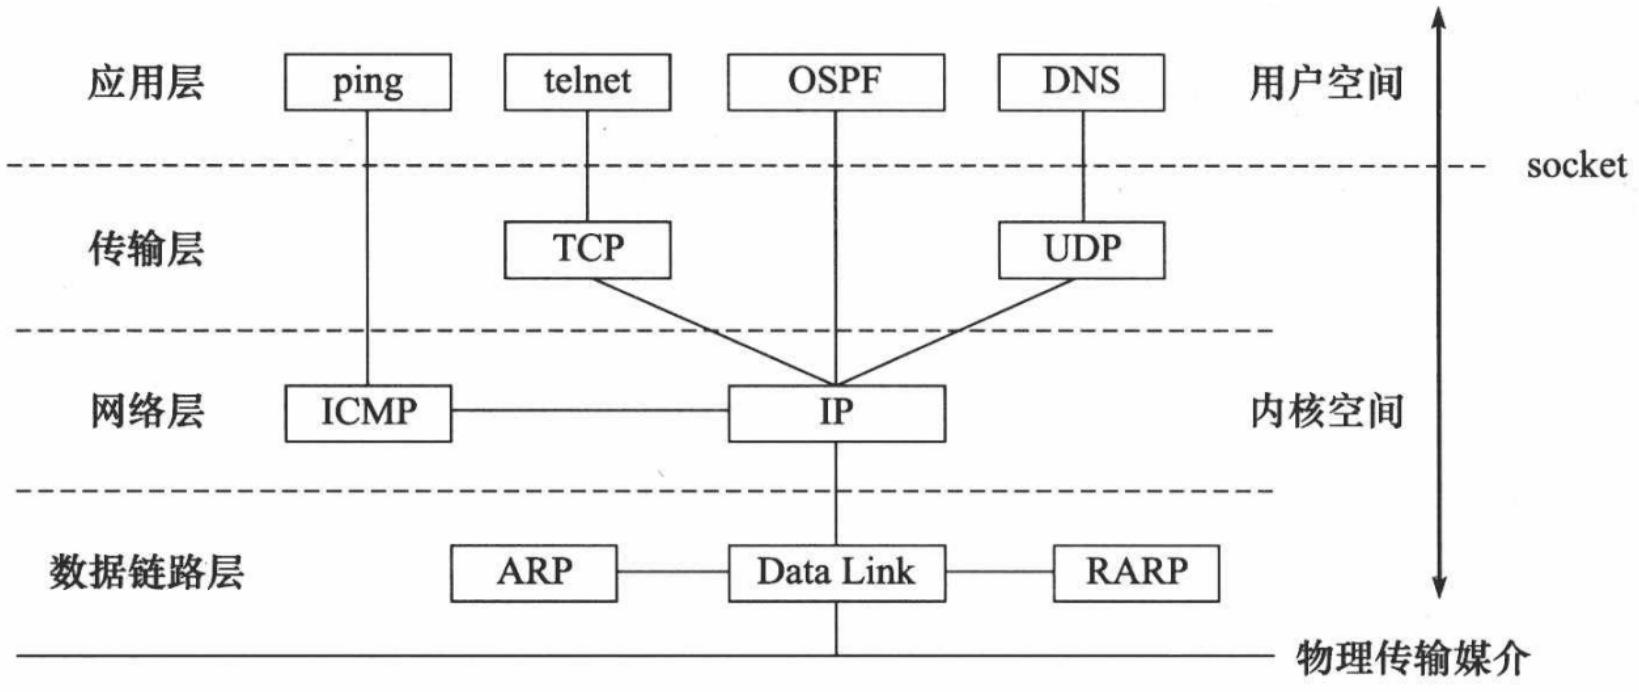 应用层 ping telnet OSPF DNS 用户空间
socket
传输层 TCP UDP
网络层 ICMP IP 内核空间
数据链路层 ARP Data Link RARP
物理传输媒介